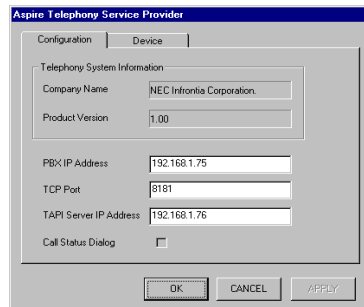 Aspire Telephony Service Provider
Configuration Device
Telephony System Information
Company Name NEC Infrontia Corporation.
Product Version 1.00
PBX IP Address 192.168.1.75
TCP Port 8181
TAPI Server IP Address 192.168.1.76
Call Status Dialog
OK CANCEL APPLY